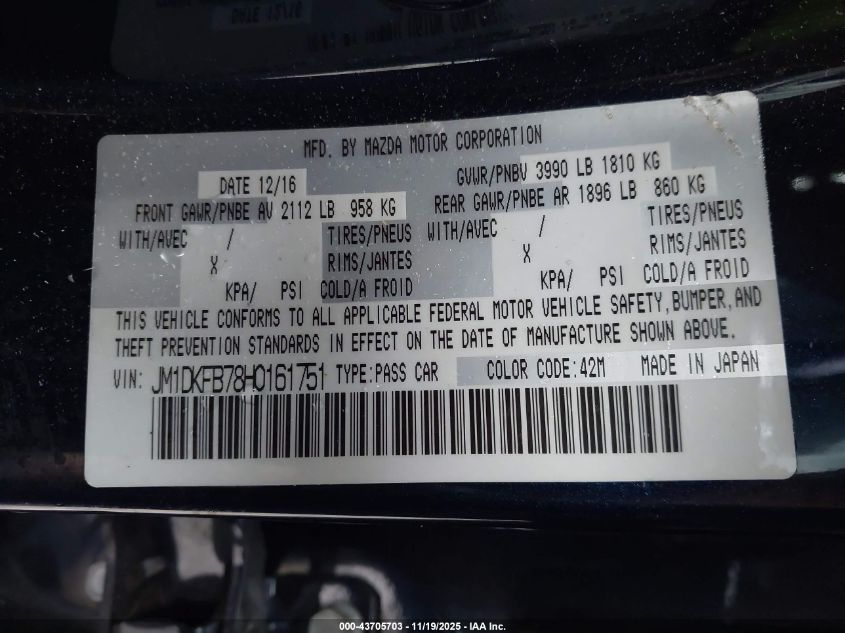 DATE 12/16
MFD. BY MAZDA MOTOR CORPORATION
DATE 12/16 GVWR/PNBV 3990 LB 1810 KG
FRONT GAWR/PNBE AV 2112 LB 958 KG REAR GAWR/PNBE AR 1896 LB 860 KG
WITH/AVEC / TIRES/PNEUS WITH/AVEC / TIRES/PNEUS
X RIMS/JANTES X RIMS/JANTES
KPA/ PSI COLD/A FROID KPA/ PSI COLD/A FROID
THIS VEHICLE CONFORMS TO ALL APPLICABLE FEDERAL MOTOR VEHICLE SAFETY, BUMPER, AND
THEFT PREVENTION STANDARDS IN EFFECT ON THE DATE OF MANUFACTURE SHOWN ABOVE.
VIN: JM1DKFB78H0161751 TYPE:PASS CAR COLOR CODE:42M MADE IN JAPAN
000-43705703 - 11/19/2025 - IAA Inc.